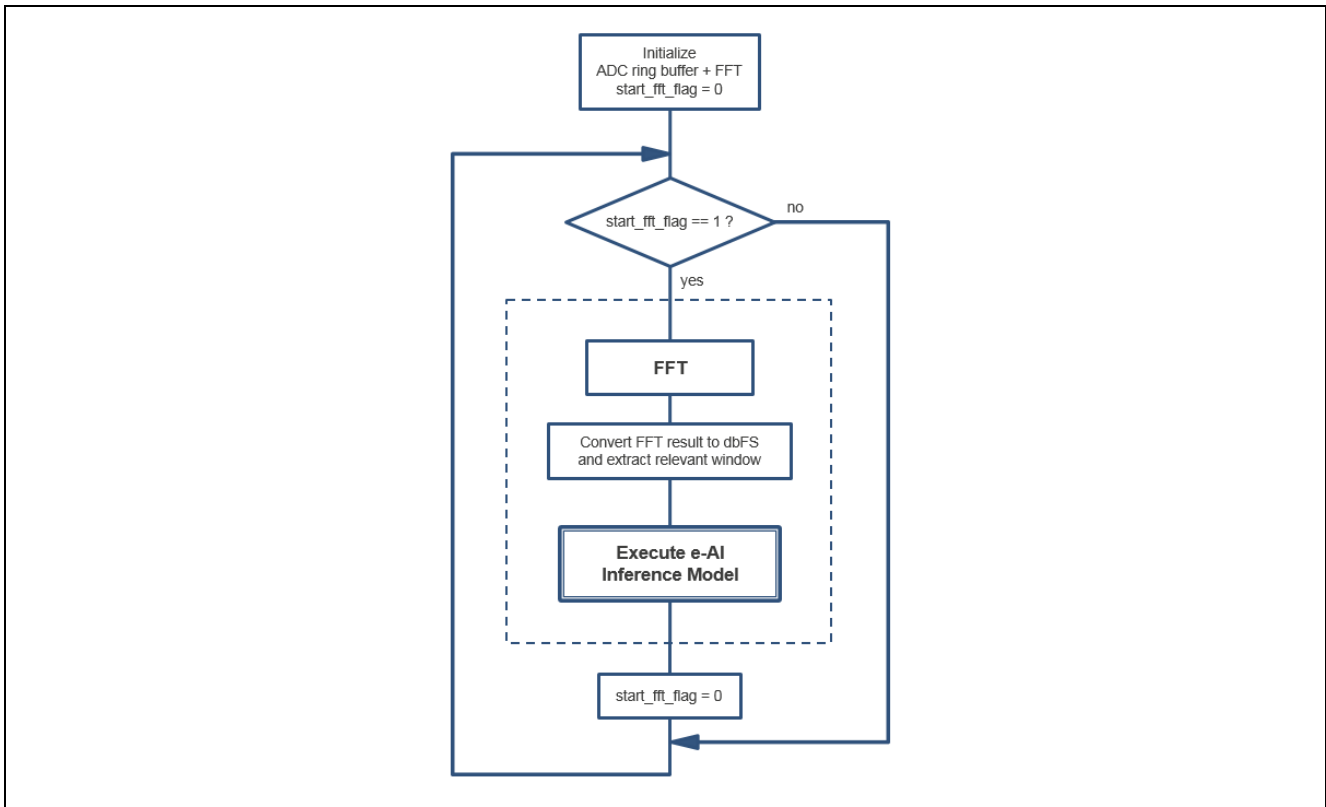 Initialize
ADC ring buffer + FFT
start_fft_flag = 0
start_fft_flag == 1 ?
no
yes
FFT
Convert FFT result to dbFS
and extract relevant window
Execute e-AI
Inference Model
start_fft_flag = 0